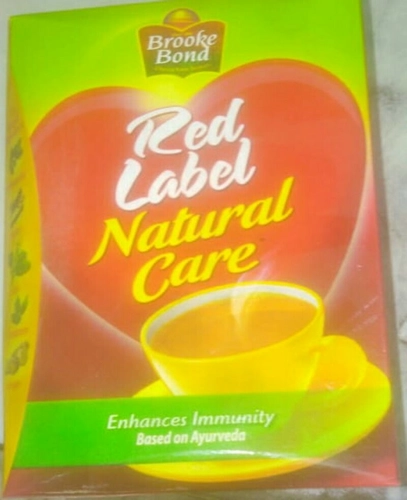 Brooke
Bond
Red
Label
Natural
Care
Enhances Immunity
Based on Ayurveda